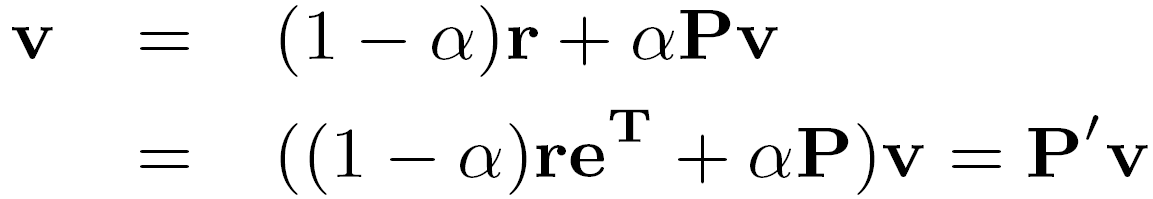 v = (1 − α)r + αPv
= ((1 − α)re^T + αP)v = P′v